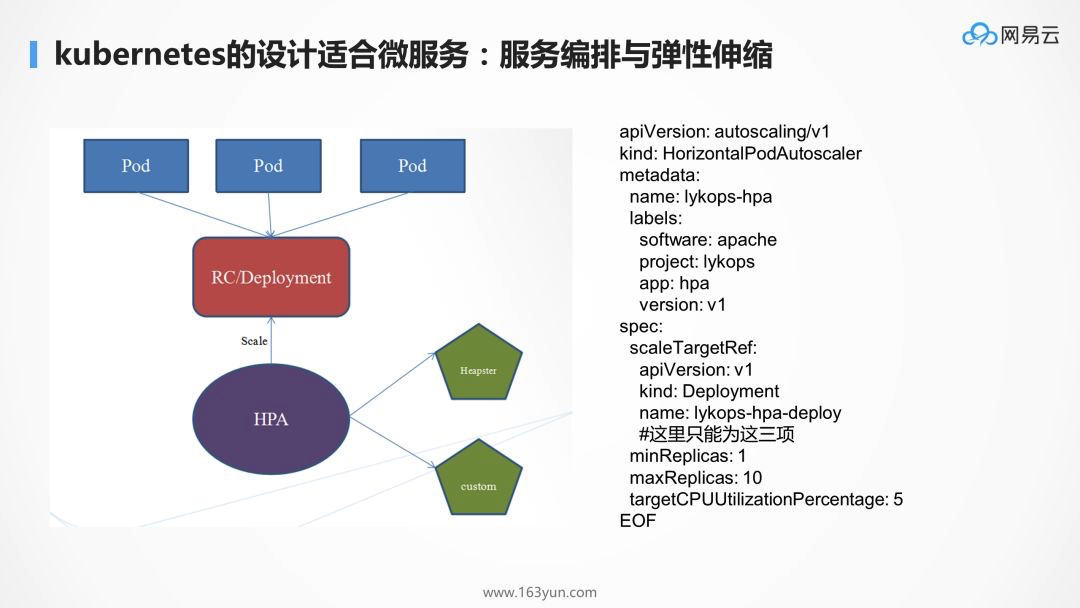 kubernetes的设计适合微服务：服务编排与弹性伸缩
网易云
Pod
Pod
Pod
RC/Deployment
Scale
HPA
Heapster
custom
apiVersion: autoscaling/v1
kind: HorizontalPodAutoscaler
metadata:
  name: lykops-hpa
  labels:
    software: apache
    project: lykops
    app: hpa
    version: v1
spec:
  scaleTargetRef:
    apiVersion: v1
    kind: Deployment
    name: lykops-hpa-deploy
    #这里只能为这三项
  minReplicas: 1
  maxReplicas: 10
  targetCPUUtilizationPercentage: 5
EOF
www.163yun.com